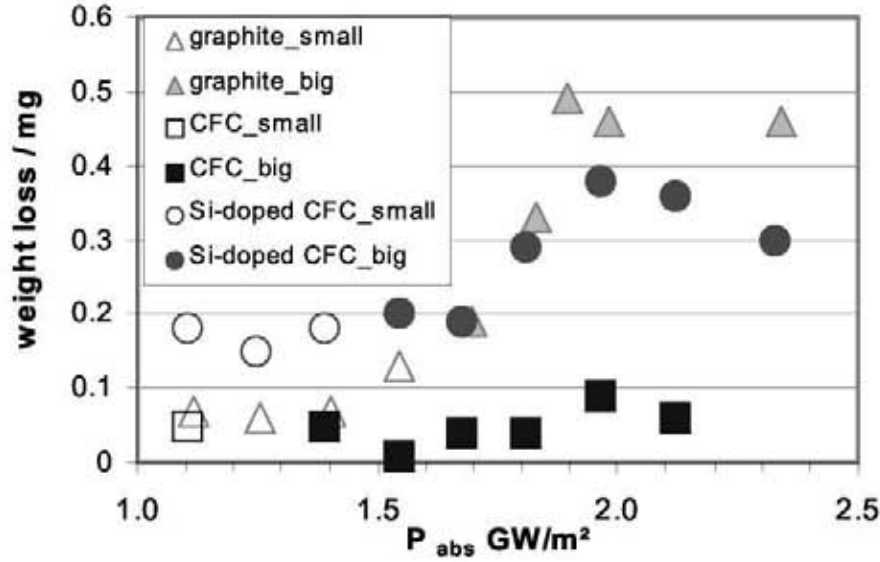 0.6
0.5
0.4
0.3
0.2
0.1
0
weight loss / mg
graphite_small
graphite_big
CFC_small
CFC_big
Si-doped CFC_small
Si-doped CFC_big
1.0 1.5 2.0 2.5
P abs GW/m²